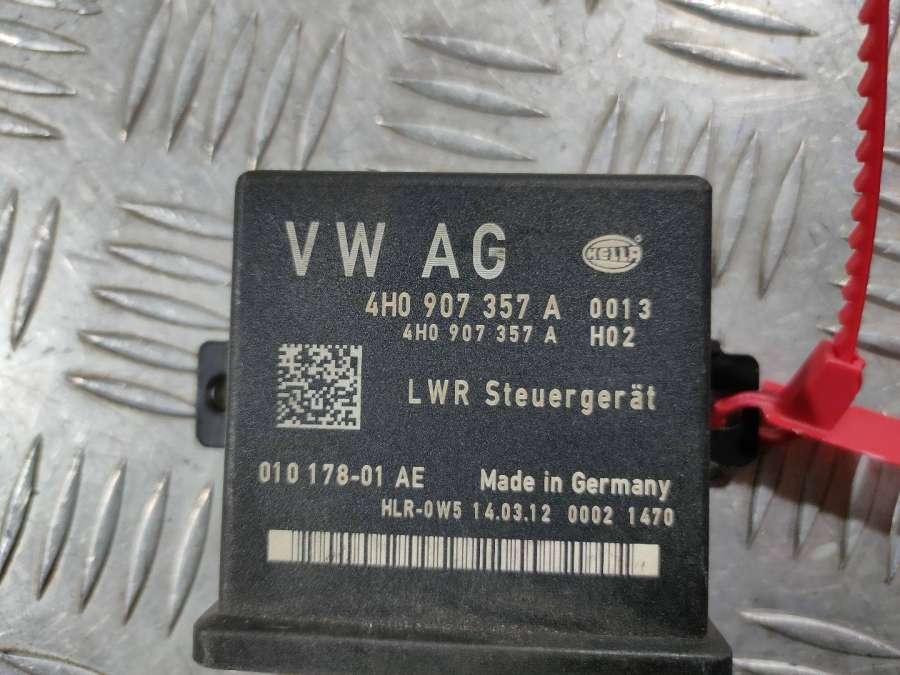 VW AG HELLA
4H0 907 357 A 0013
4H0 907 357 A H02
LWR Steuergerät
010 178-01 AE Made in Germany
HLR-0W5 14.03.12 0002 1470